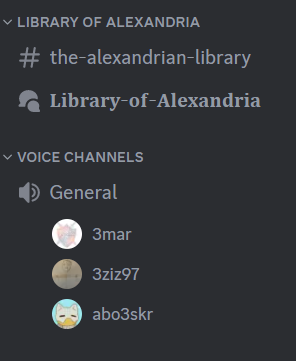 LIBRARY OF ALEXANDRIA
the-alexandrian-library
Library-of-Alexandria
VOICE CHANNELS
General
3mar
3ziz97
abo3skr